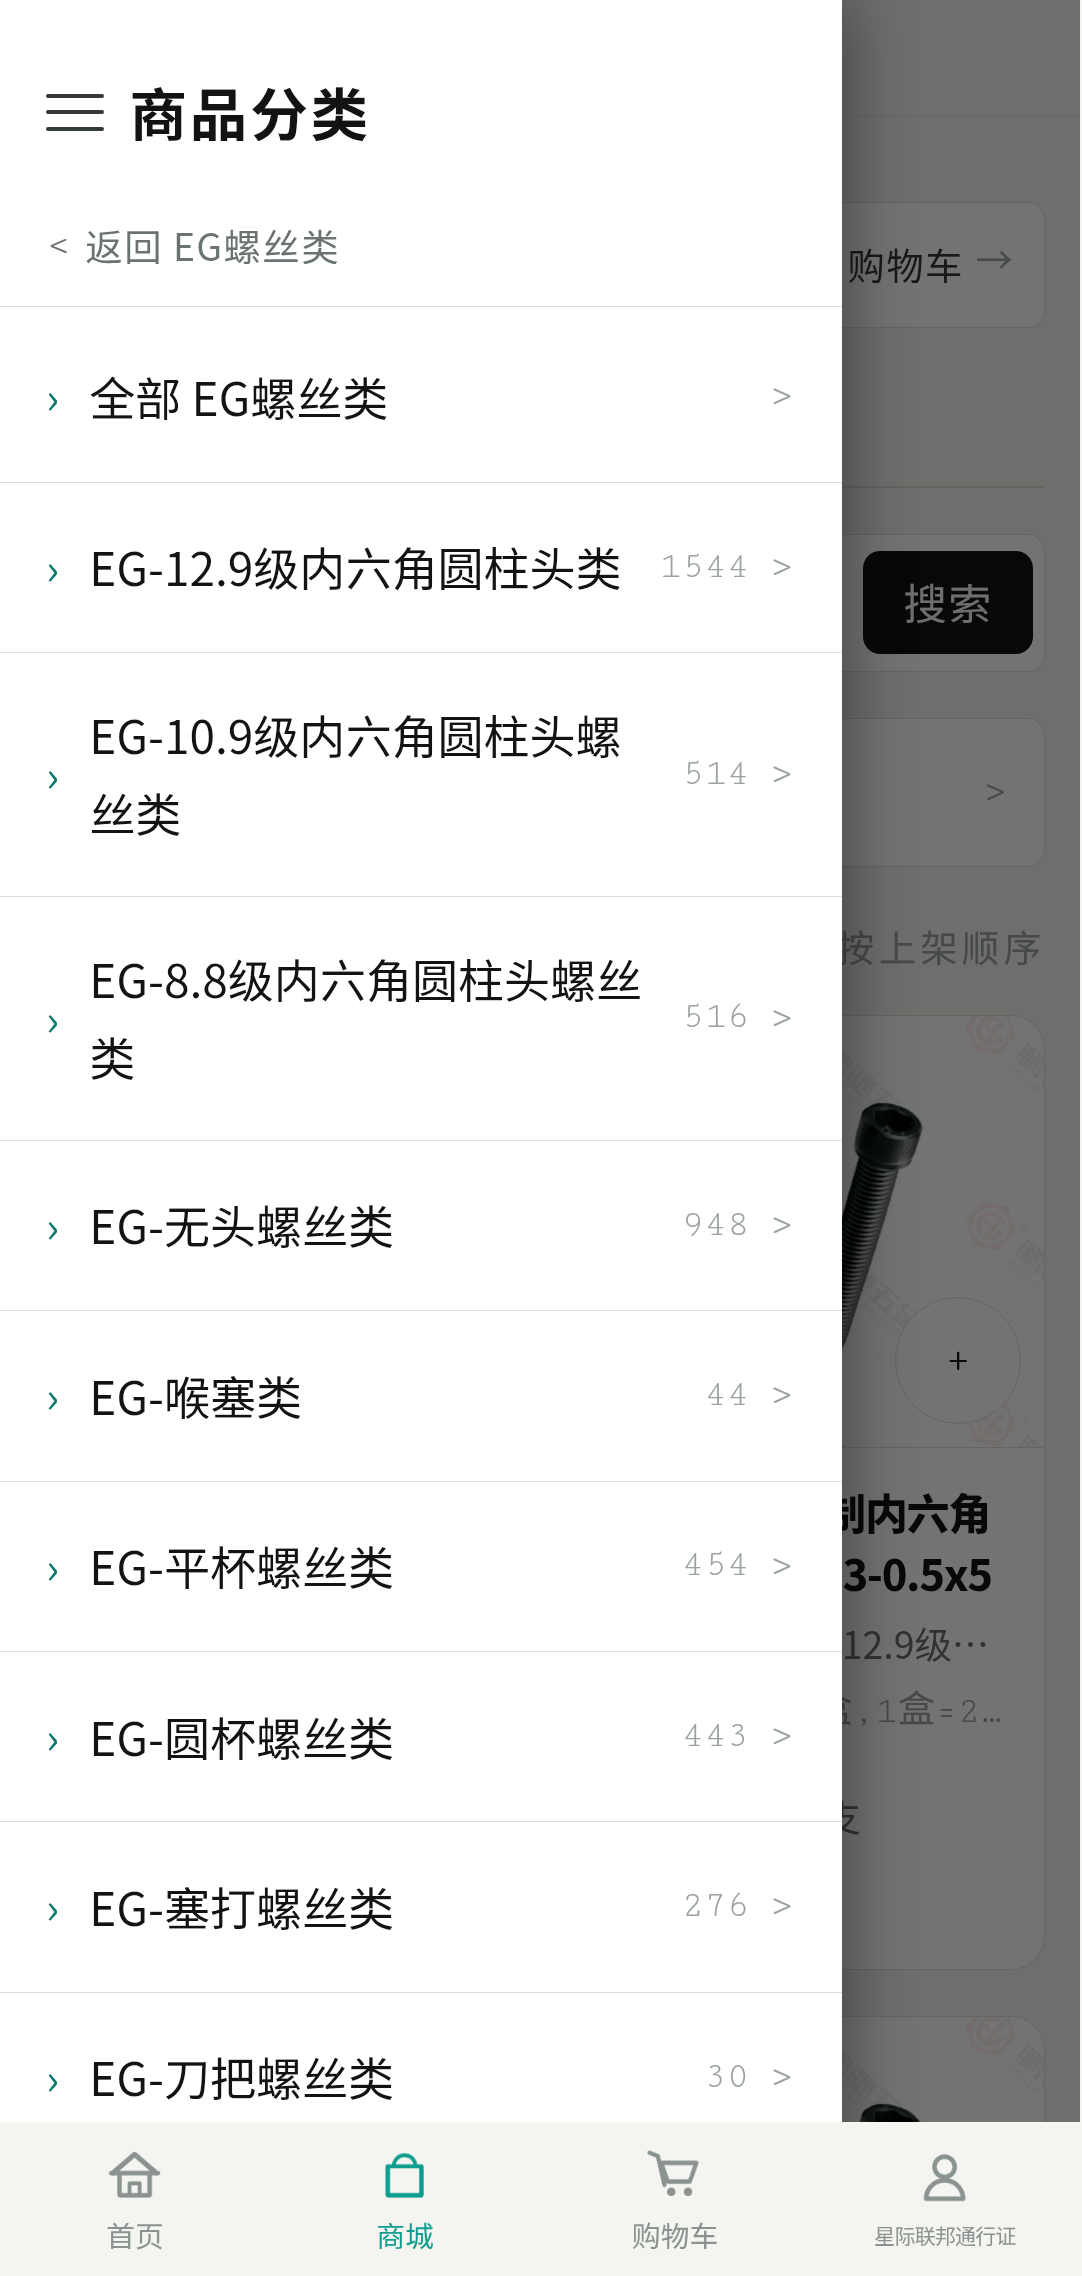 商品分类
< 返回 EG螺丝类
购物车 →
› 全部 EG螺丝类 >
› EG-12.9级内六角圆柱头类 1544 >
搜索
› EG-10.9级内六角圆柱头螺
丝类 514 >
>
按上架顺序
› EG-8.8级内六角圆柱头螺丝
类 516 >
› EG-无头螺丝类 948 >
+
› EG-喉塞类 44 >
制内六角
› EG-平杯螺丝类 454 >
3-0.5x5
12.9级…
盒,1盒=2...
› EG-圆杯螺丝类 443 >
支
› EG-塞打螺丝类 276 >
› EG-刀把螺丝类 30 >
首页
商城
购物车
星际联邦通行证